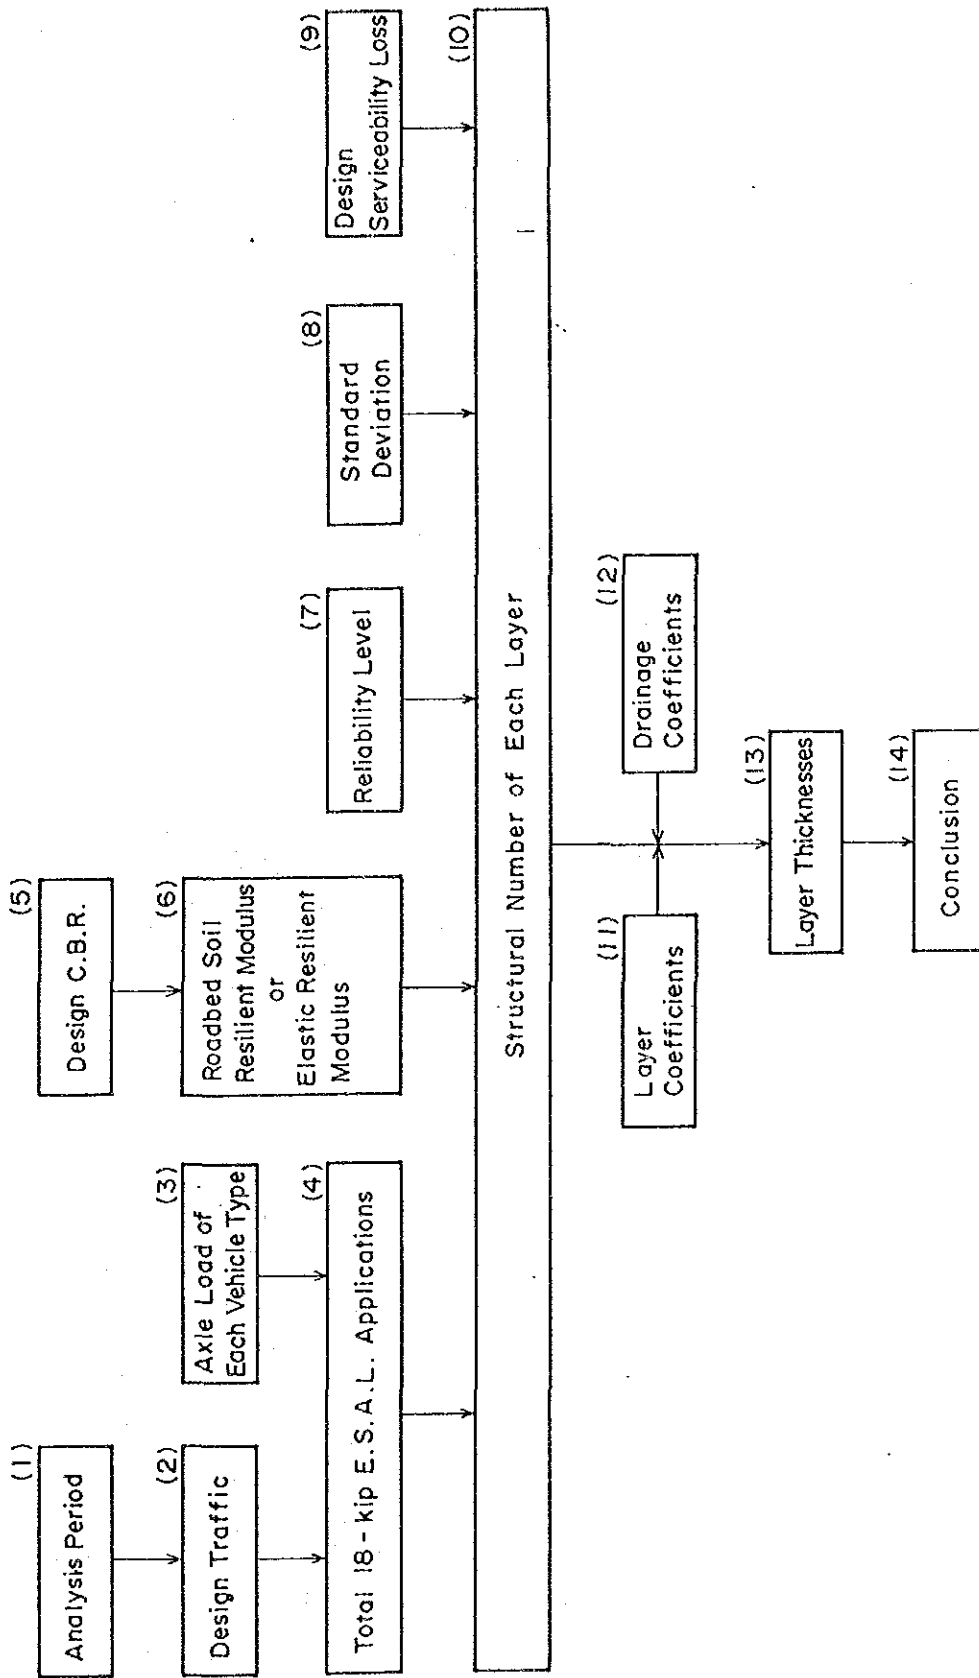 (1)
Analysis Period
(2)
Design Traffic
(3)
Axle Load of
Each Vehicle Type
(4)
Total 18-kip E.S.A.L. Applications
(5)
Design C.B.R.
(6)
Roadbed Soil
Resilient Modulus
or
Elastic Resilient
Modulus
(7)
Reliability Level
(8)
Standard
Deviation
(9)
Design
Serviceability Loss
(10)
Structural Number of Each Layer
(11)
Layer
Coefficients
(12)
Drainage
Coefficients
(13)
Layer Thicknesses
(14)
Conclusion